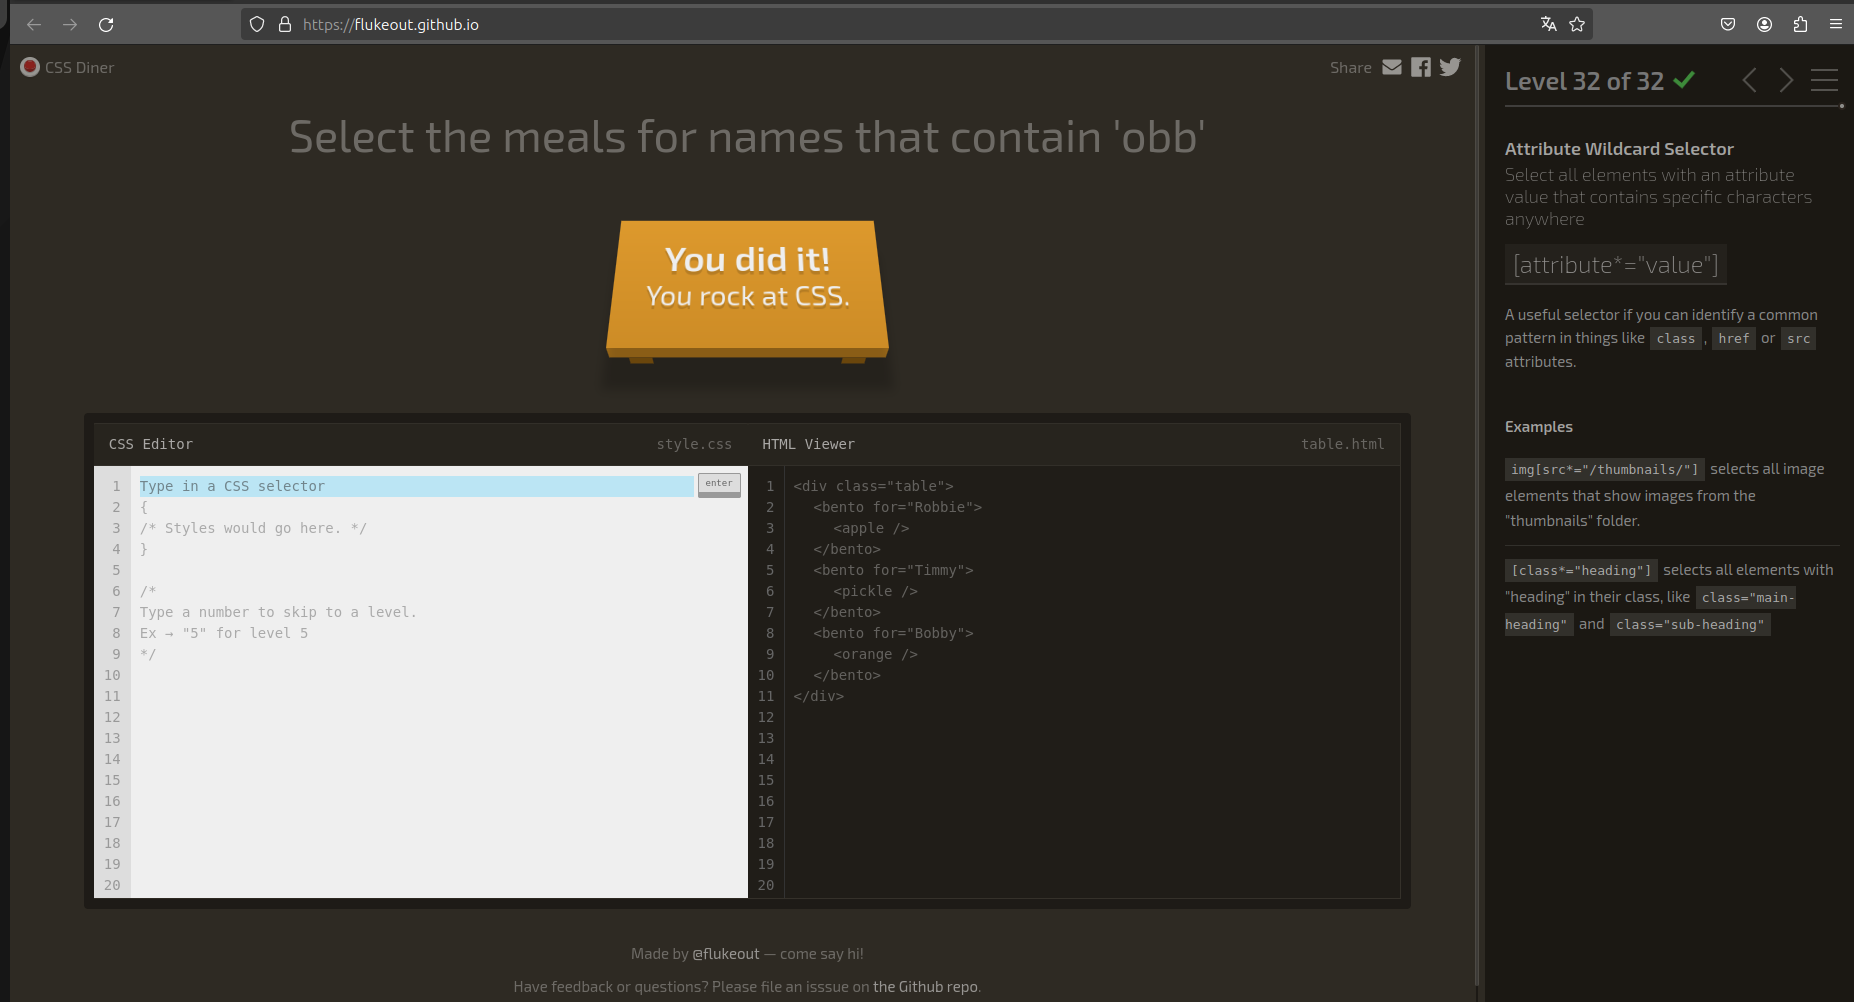 https://flukeout.github.io
CSS Diner
Share
Select the meals for names that contain 'obb'
You did it!
You rock at CSS.
CSS Editor
style.css
HTML Viewer
table.html
1 Type in a CSS selector
enter
2 {
3 /* Styles would go here. */
4 }
5
6 /*
7 Type a number to skip to a level.
8 Ex → "5" for level 5
9 */
10
11
12
13
14
15
16
17
18
19
20
1 <div class="table">
2 <bento for="Robbie">
3 <apple />
4 </bento>
5 <bento for="Timmy">
6 <pickle />
7 </bento>
8 <bento for="Bobby">
9 <orange />
10 </bento>
11 </div>
12
13
14
15
16
17
18
19
20
Made by @flukeout — come say hi!
Have feedback or questions? Please file an isssue on the Github repo.
Level 32 of 32
Attribute Wildcard Selector
Select all elements with an attribute
value that contains specific characters
anywhere
[attribute*="value"]
A useful selector if you can identify a common
pattern in things like class , href or src
attributes.
Examples
img[src*="/thumbnails/"] selects all image
elements that show images from the
"thumbnails" folder.
[class*="heading"] selects all elements with
"heading" in their class, like class="main-
heading" and class="sub-heading"